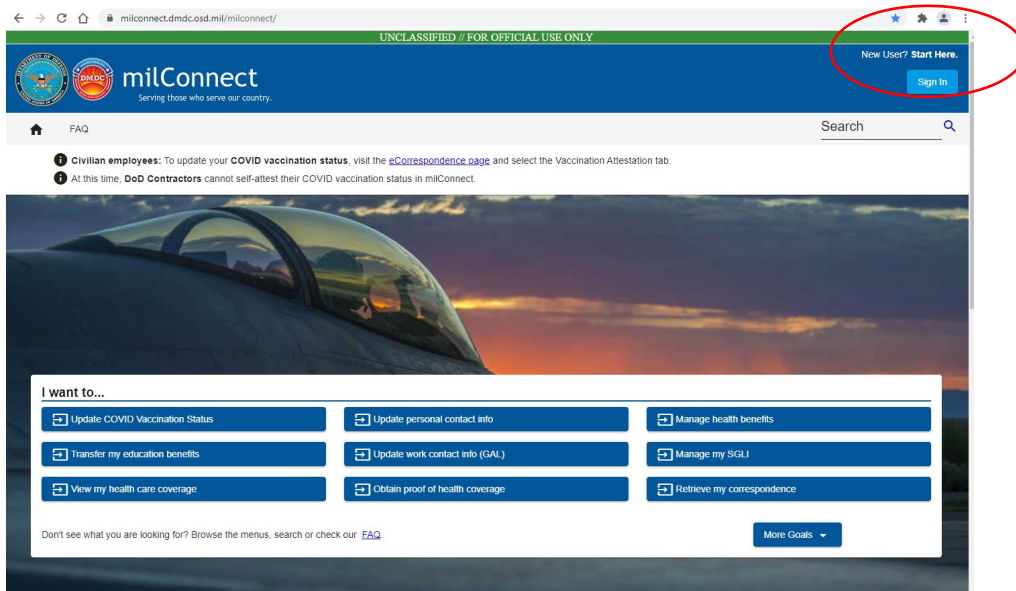 milconnect.dmdc.osd.mil/milconnect/
UNCLASSIFIED // FOR OFFICIAL USE ONLY
New User? Start Here.
DMDC
milConnect
Serving those who serve our country.
Sign In
FAQ
Search
Civilian employees: To update your COVID vaccination status, visit the eCorrespondence page and select the Vaccination Attestation tab.
At this time, DoD Contractors cannot self-attest their COVID vaccination status in milConnect.
I want to...
Update COVID Vaccination Status
Update personal contact info
Manage health benefits
Transfer my education benefits
Update work contact info (GAL)
Manage my SGLI
View my health care coverage
Obtain proof of health coverage
Retrieve my correspondence
Don't see what you are looking for? Browse the menus, search or check our FAQ.
More Goals